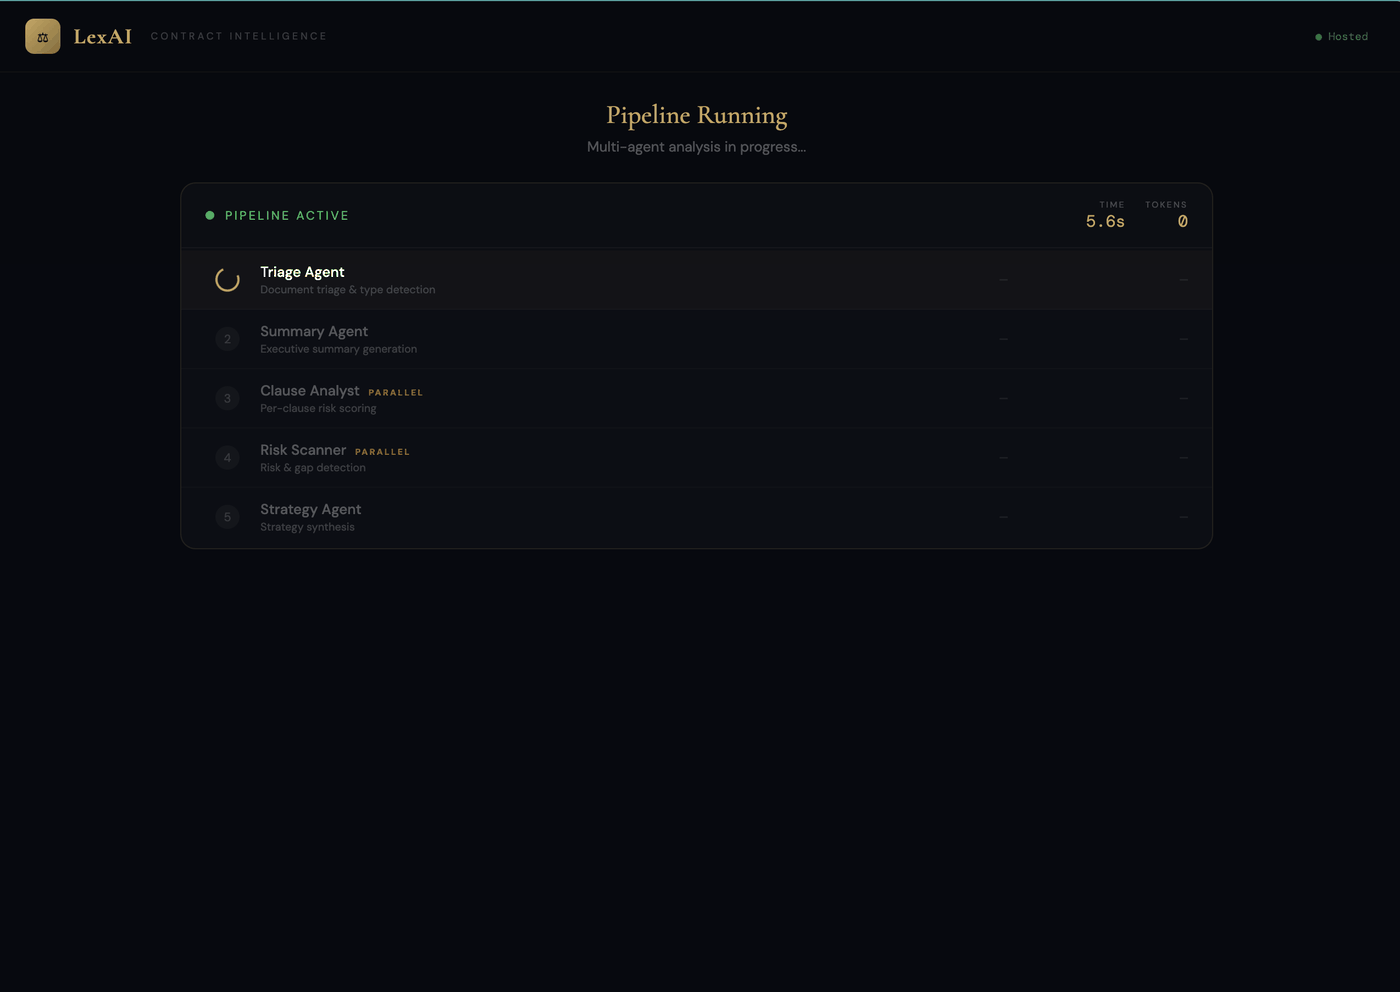 LexAI CONTRACT INTELLIGENCE
Hosted
Pipeline Running
Multi-agent analysis in progress...
PIPELINE ACTIVE
TIME TOKENS
5.6s 0
Triage Agent — —
Document triage & type detection
2 Summary Agent — —
Executive summary generation
3 Clause Analyst PARALLEL — —
Per-clause risk scoring
4 Risk Scanner PARALLEL — —
Risk & gap detection
5 Strategy Agent — —
Strategy synthesis